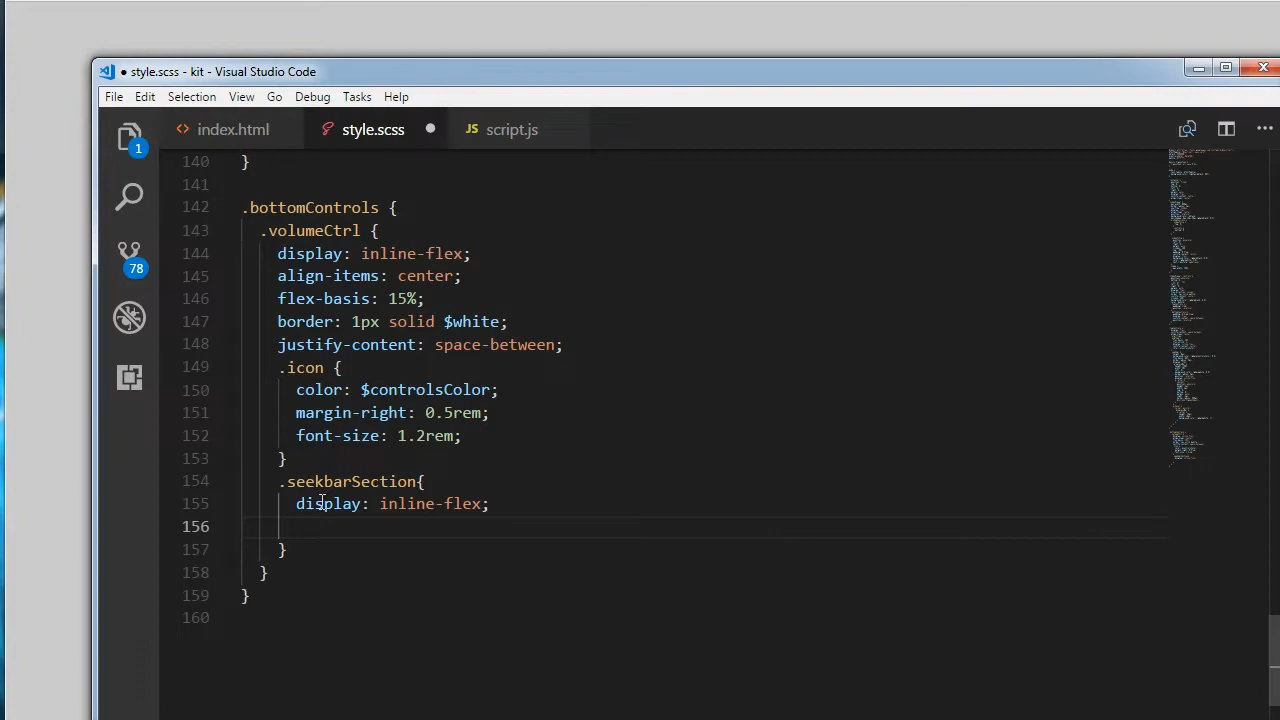 ● style.scss - kit - Visual Studio Code
File Edit Selection View Go Debug Tasks Help
index.html style.scss JS script.js
1
78
140 }
141
142 .bottomControls {
143 .volumeCtrl {
144 display: inline-flex;
145 align-items: center;
146 flex-basis: 15%;
147 border: 1px solid $white;
148 justify-content: space-between;
149 .icon {
150 color: $controlsColor;
151 margin-right: 0.5rem;
152 font-size: 1.2rem;
153 }
154 .seekbarSection{
155 display: inline-flex;
156
157 }
158 }
159 }
160